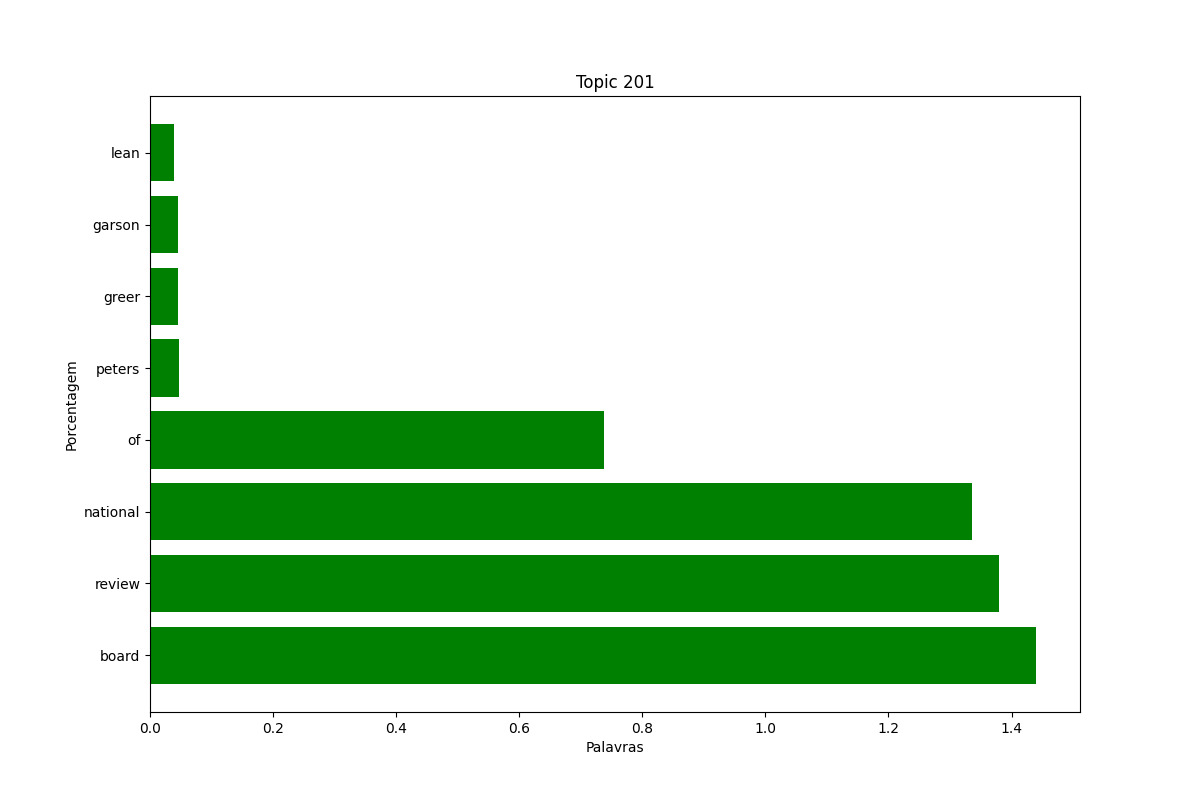 Topic 201
lean
garson
greer
peters
of
national
review
board
Porcentagem
0.0 0.2 0.4 0.6 0.8 1.0 1.2 1.4
Palavras